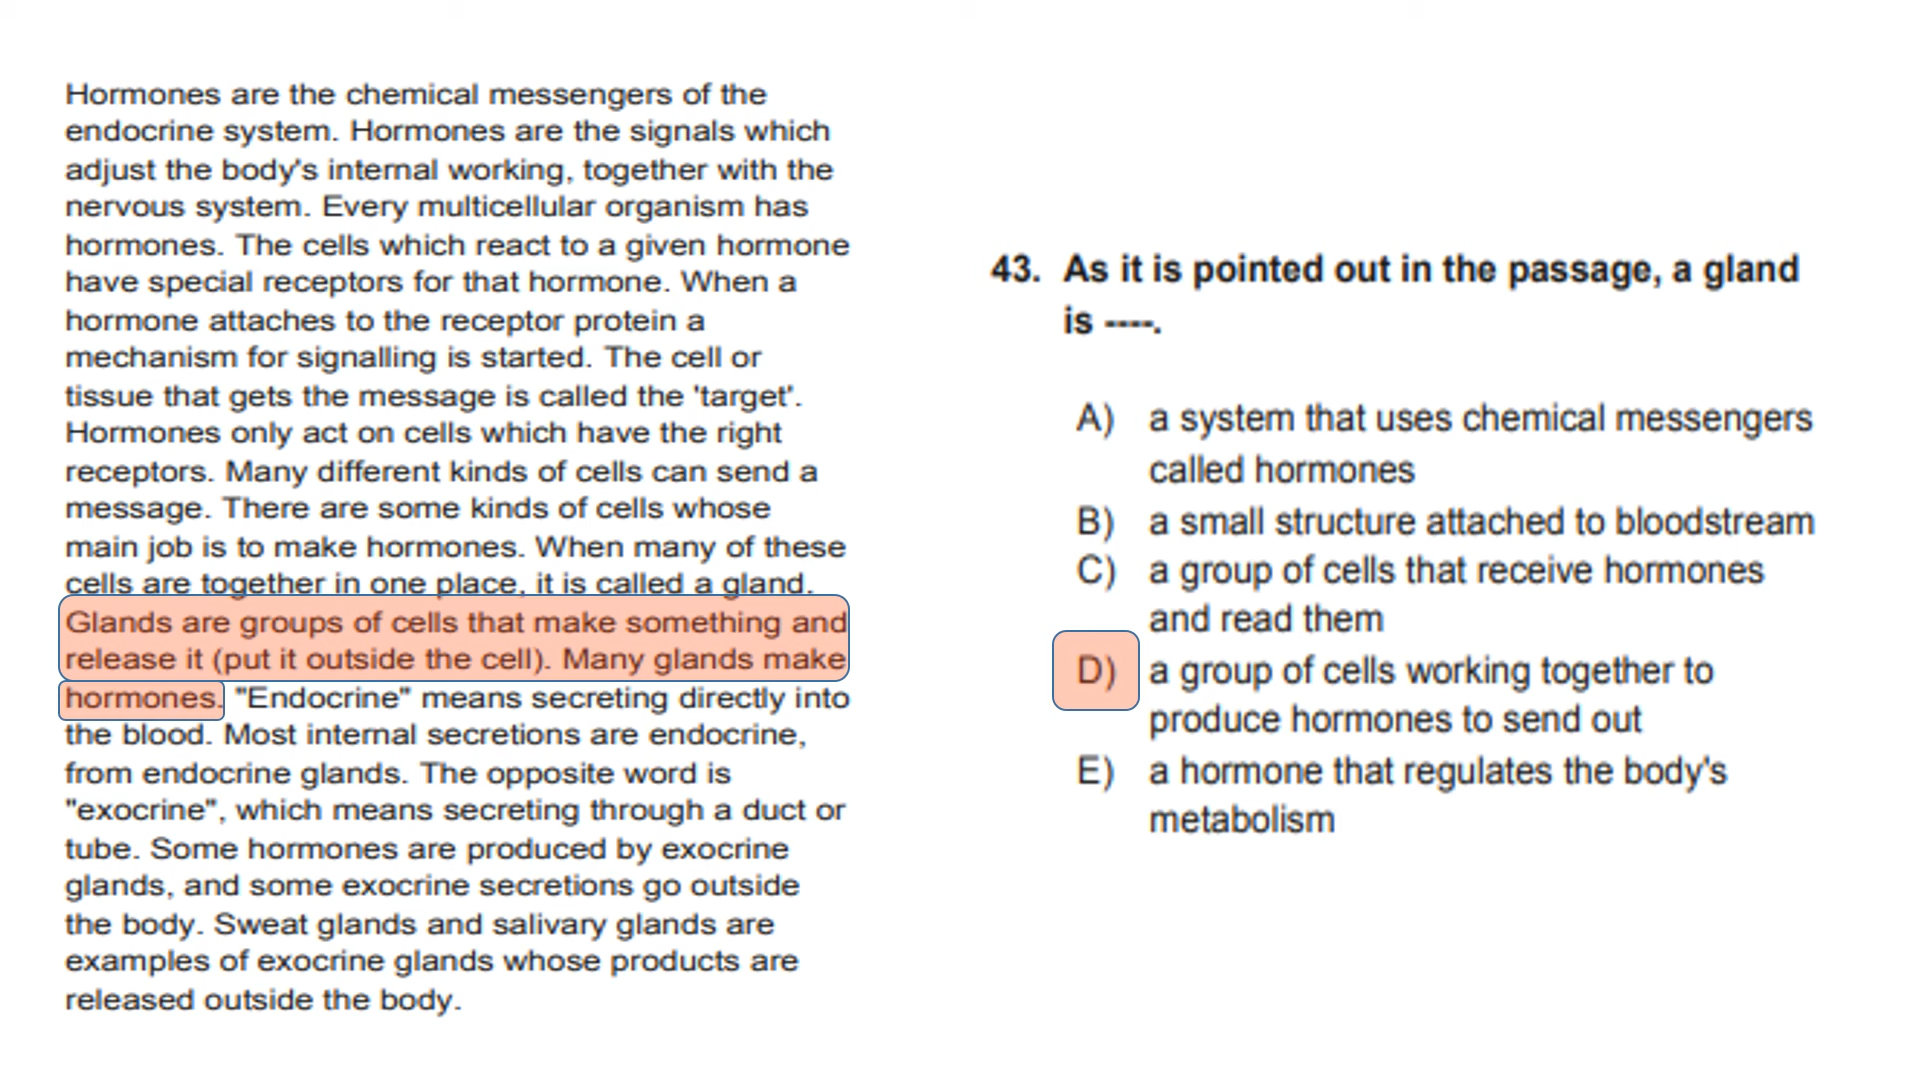 Hormones are the chemical messengers of the
endocrine system. Hormones are the signals which
adjust the body's internal working, together with the
nervous system. Every multicellular organism has
hormones. The cells which react to a given hormone
have special receptors for that hormone. When a
hormone attaches to the receptor protein a
mechanism for signalling is started. The cell or
tissue that gets the message is called the 'target'.
Hormones only act on cells which have the right
receptors. Many different kinds of cells can send a
message. There are some kinds of cells whose
main job is to make hormones. When many of these
cells are together in one place, it is called a gland.
Glands are groups of cells that make something and
release it (put it outside the cell). Many glands make
hormones. "Endocrine" means secreting directly into
the blood. Most internal secretions are endocrine,
from endocrine glands. The opposite word is
"exocrine", which means secreting through a duct or
tube. Some hormones are produced by exocrine
glands, and some exocrine secretions go outside
the body. Sweat glands and salivary glands are
examples of exocrine glands whose products are
released outside the body.
43. As it is pointed out in the passage, a gland
is ----.
A) a system that uses chemical messengers
called hormones
B) a small structure attached to bloodstream
C) a group of cells that receive hormones
and read them
D) a group of cells working together to
produce hormones to send out
E) a hormone that regulates the body's
metabolism